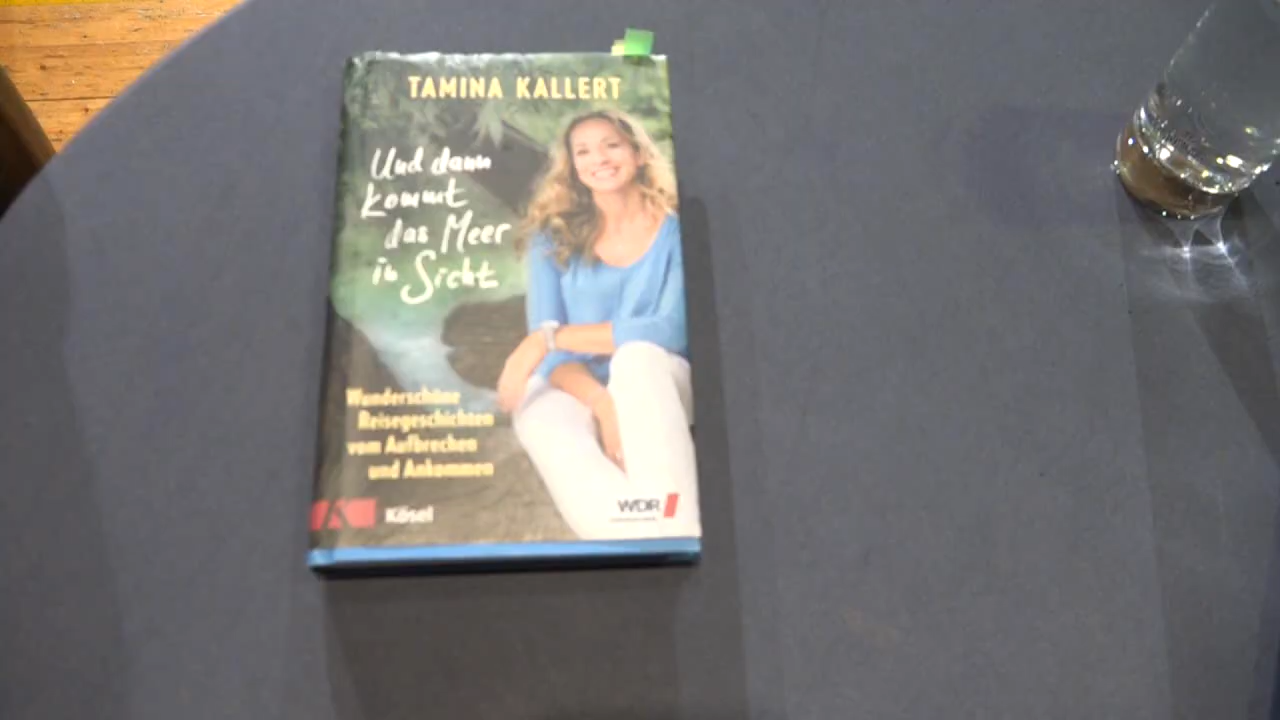 TAMINA KALLERT
Und dann
kommt
das Meer
in Sicht
Wunderschöne
Reisegeschichten
vom Aufbrechen
und Ankommen
Kösel
WDR